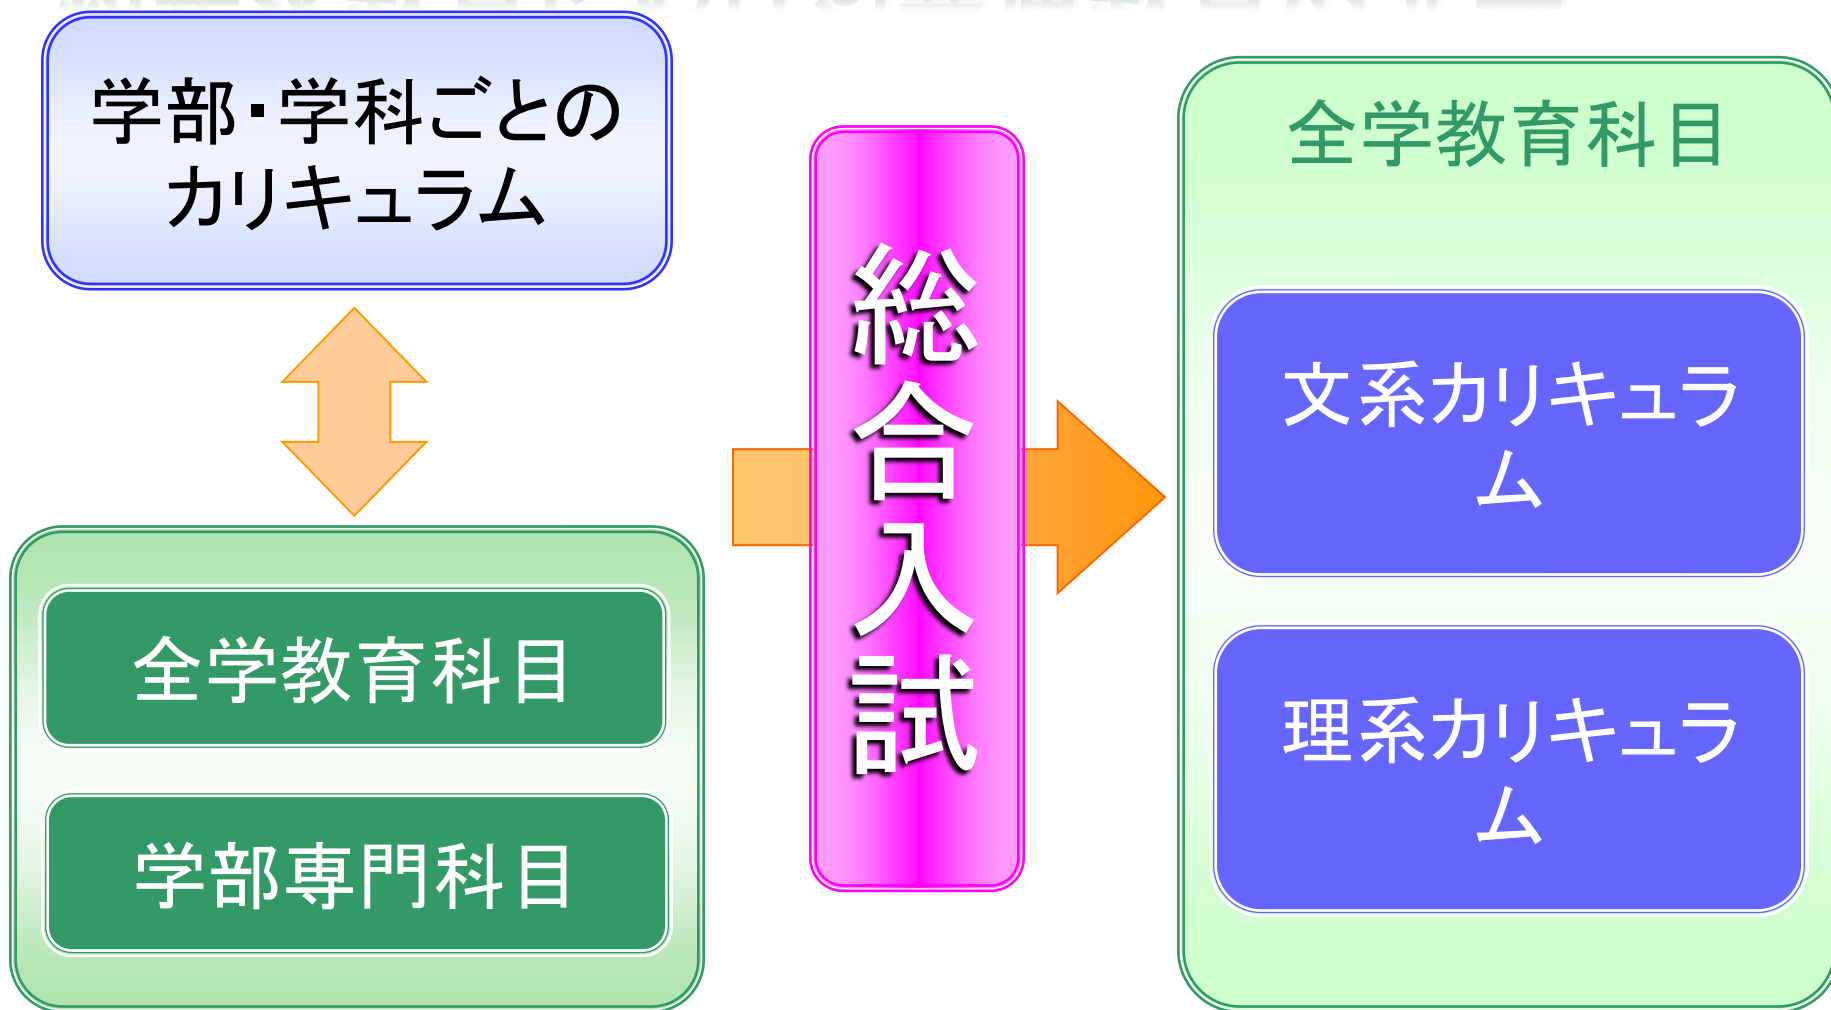 学部・学科ごとの
カリキュラム
全学教育科目
学部専門科目
総合入試
全学教育科目
文系カリキュラ
ム
理系カリキュラ
ム